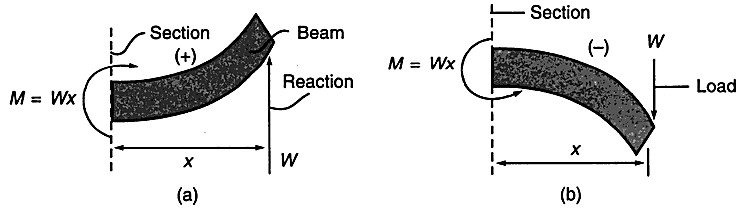 Section
(+)
Beam
M = Wx
Reaction
x
W
(a)
Section
(–)
W
M = Wx
Load
x
(b)